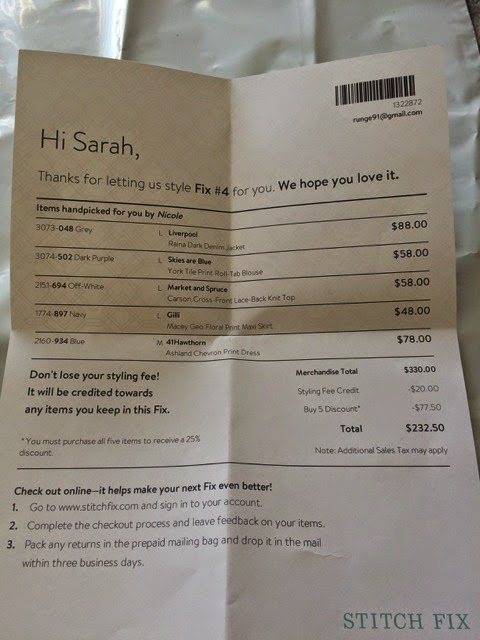 1322872
runge91@gmail.com
Hi Sarah,
Thanks for letting us style Fix #4 for you. We hope you love it.
Items handpicked for you by Nicole
3073-048 Grey L Liverpool $88.00
Raina Dark Denim Jacket
3074-502 Dark Purple L Skies are Blue $58.00
York Tile Print Roll-Tab Blouse
2151-694 Off-White L Market and Spruce $58.00
Carson Cross-Front Lace-Back Knit Top
1774-897 Navy L Gilli $48.00
Macey Geo Floral Print Maxi Skirt
2160-934 Blue M 41Hawthorn $78.00
Ashland Chevron Print Dress
Don't lose your styling fee!
It will be credited towards
any items you keep in this Fix.
Merchandise Total $330.00
Styling Fee Credit -$20.00
Buy 5 Discount* -$77.50
Total $232.50
*You must purchase all five items to receive a 25%
discount.
Note: Additional Sales Tax may apply
Check out online—it helps make your next Fix even better!
1. Go to www.stitchfix.com and sign in to your account.
2. Complete the checkout process and leave feedback on your items.
3. Pack any returns in the prepaid mailing bag and drop it in the mail
within three business days.
STITCH FIX